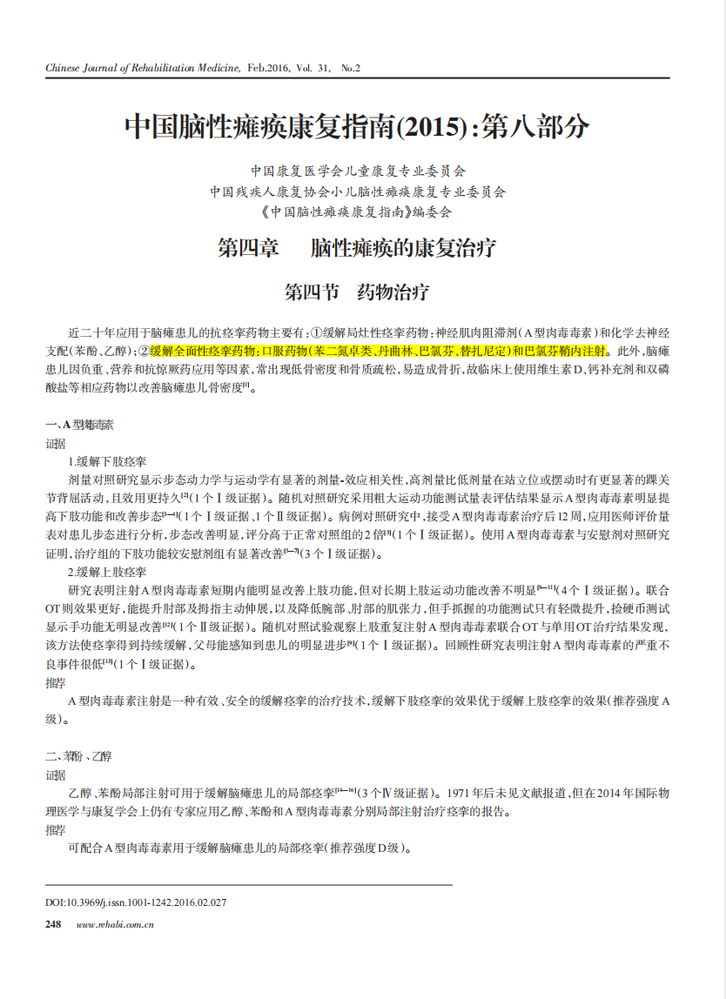 Chinese Journal of Rehabilitation Medicine, Feb.2016, Vol. 31, No.2
中国脑性瘫痪康复指南(2015):第八部分
中国康复医学会儿童康复专业委员会
中国残疾人康复协会小儿脑性瘫痪康复专业委员会
《中国脑性瘫痪康复指南》编委会
第四章 脑性瘫痪的康复治疗
第四节 药物治疗
近二十年应用于脑瘫患儿的抗痉挛药物主要有:①缓解局灶性痉挛药物:神经肌肉阻滞剂(A型肉毒毒素)和化学去神经
支配(苯酚、乙醇);②缓解全面性痉挛药物:口服药物(苯二氮卓类、丹曲林、巴氯芬、替扎尼定)和巴氯芬鞘内注射。此外,脑瘫
患儿因负重、营养和抗惊厥药应用等因素,常出现低骨密度和骨质疏松,易造成骨折,故临床上使用维生素D、钙补充剂和双磷
酸盐等相应药物以改善脑瘫患儿骨密度[1]。
一、A型肉毒毒素
证据
1.缓解下肢痉挛
剂量对照研究显示步态动力学与运动学有显著的剂量-效应相关性,高剂量比低剂量在站立位或摆动时有更显著的踝关
节背屈活动,且效用更持久[2](1个Ⅰ级证据)。随机对照研究采用粗大运动功能测试量表评估结果显示A型肉毒毒素明显提
高下肢功能和改善步态[3—4](1个Ⅰ级证据、1个Ⅱ级证据)。病例对照研究中,接受A型肉毒毒素治疗后12周,应用医师评价量
表对患儿步态进行分析,步态改善明显,评分高于正常对照组的2倍[3](1个Ⅰ级证据)。使用A型肉毒毒素与安慰剂对照研究
证明,治疗组的下肢功能较安慰剂组有显著改善[5—7](3个Ⅰ级证据)。
2.缓解上肢痉挛
研究表明注射A型肉毒毒素短期内能明显改善上肢功能,但对长期上肢运动功能改善不明显[8—11](4个Ⅰ级证据)。联合
OT则效果更好,能提升肘部及拇指主动伸展,以及降低腕部、肘部的肌张力,但手抓握的功能测试只有轻微提升,捡硬币测试
显示手功能无明显改善[12](1个Ⅱ级证据)。随机对照试验观察上肢重复注射A型肉毒毒素联合OT与单用OT治疗结果发现,
该方法使痉挛得到持续缓解,父母能感知到患儿的明显进步[9](1个Ⅰ级证据)。回顾性研究表明注射A型肉毒毒素的严重不
良事件很低[13](1个Ⅰ级证据)。
推荐
A型肉毒毒素注射是一种有效、安全的缓解痉挛的治疗技术,缓解下肢痉挛的效果优于缓解上肢痉挛的效果(推荐强度A
级)。
二、苯酚、乙醇
证据
乙醇、苯酚局部注射可用于缓解脑瘫患儿的局部痉挛[14—16](3个Ⅳ级证据)。1971年后未见文献报道,但在2014年国际物
理医学与康复学会上仍有专家应用乙醇、苯酚和A型肉毒毒素分别局部注射治疗痉挛的报告。
推荐
可配合A型肉毒毒素用于缓解脑瘫患儿的局部痉挛(推荐强度D级)。
DOI:10.3969/j.issn.1001-1242.2016.02.027
248 www.rehabi.com.cn